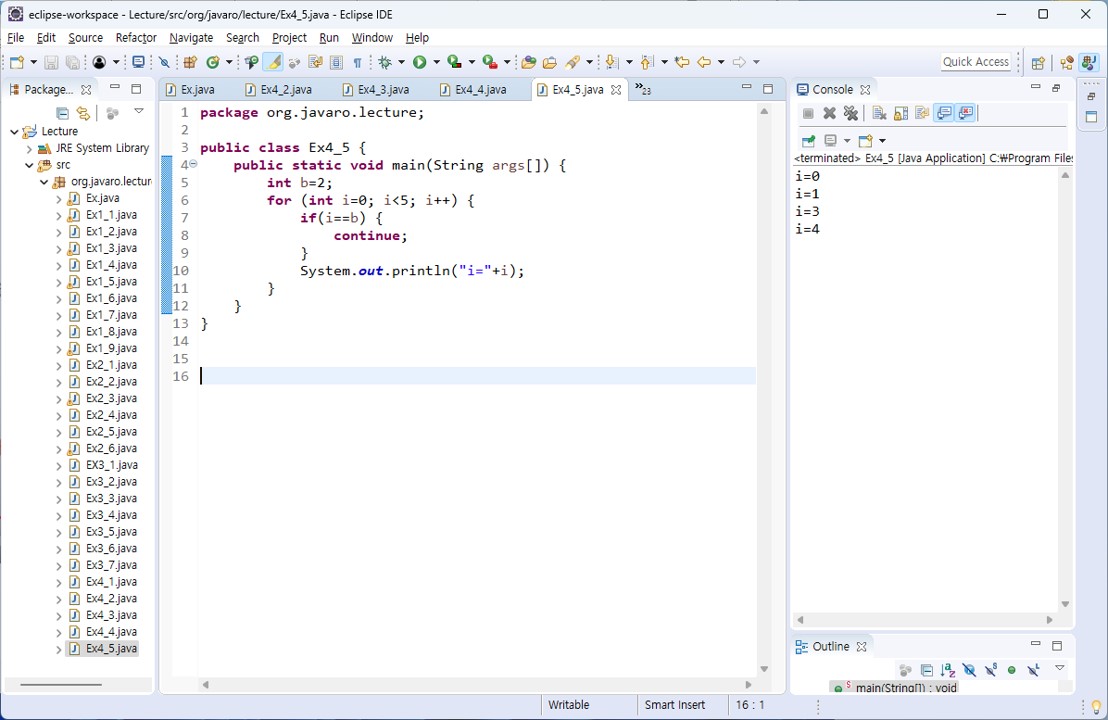 eclipse-workspace - Lecture/src/org/javaro/lecture/Ex4_5.java - Eclipse IDE
File Edit Source Refactor Navigate Search Project Run Window Help
Quick Access
Package...
Lecture
JRE System Library
src
org.javaro.lectur
Ex.java
Ex1_1.java
Ex1_2.java
Ex1_3.java
Ex1_4.java
Ex1_5.java
Ex1_6.java
Ex1_7.java
Ex1_8.java
Ex1_9.java
Ex2_1.java
Ex2_2.java
Ex2_3.java
Ex2_4.java
Ex2_5.java
Ex2_6.java
EX3_1.java
Ex3_2.java
Ex3_3.java
Ex3_4.java
Ex3_5.java
Ex3_6.java
Ex3_7.java
Ex4_1.java
Ex4_2.java
Ex4_3.java
Ex4_4.java
Ex4_5.java
Ex.java Ex4_2.java Ex4_3.java Ex4_4.java Ex4_5.java »23
1 package org.javaro.lecture;
2
3 public class Ex4_5 {
4 public static void main(String args[]) {
5 int b=2;
6 for (int i=0; i<5; i++) {
7 if(i==b) {
8 continue;
9 }
10 System.out.println("i="+i);
11 }
12 }
13 }
14
15
16
Console
<terminated> Ex4_5 [Java Application] C:₩Program Files
i=0
i=1
i=3
i=4
Outline
main(String[]) : void
Writable Smart Insert 16 : 1